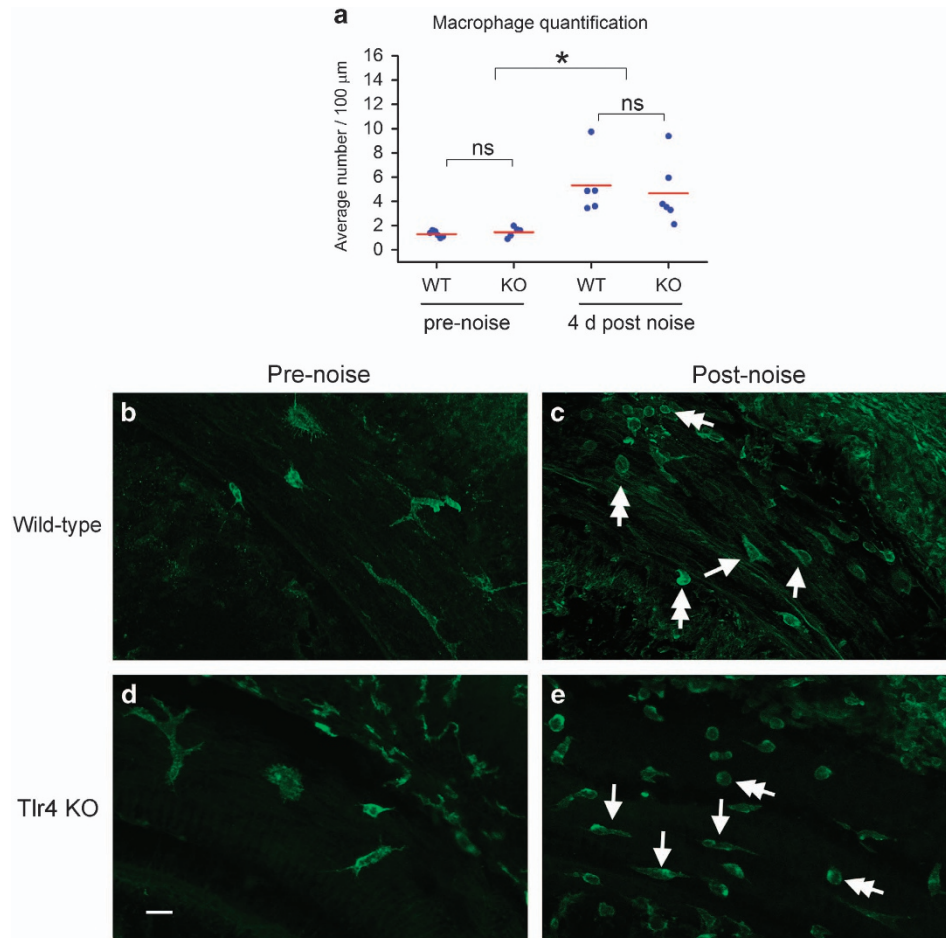 a
Macrophage quantification
Average number / 100 µm
16
14
12
10
8
6
4
2
0
*
ns
ns
WT
KO
WT
KO
pre-noise
4 d post noise
Pre-noise
Post-noise
Wild-type
b
c
Tlr4 KO
d
e